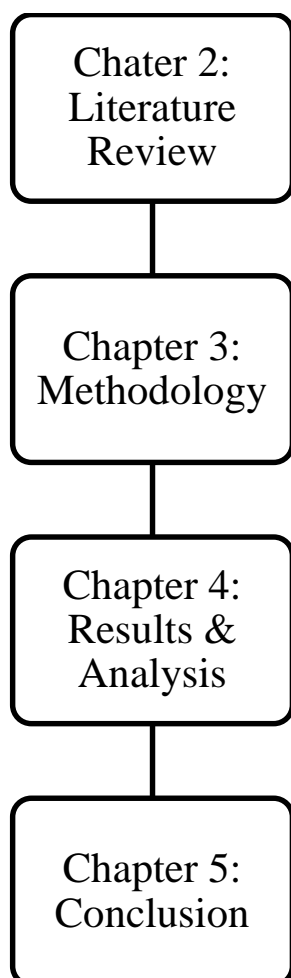 Chater 2:
Literature
Review
Chapter 3:
Methodology
Chapter 4:
Results &
Analysis
Chapter 5:
Conclusion